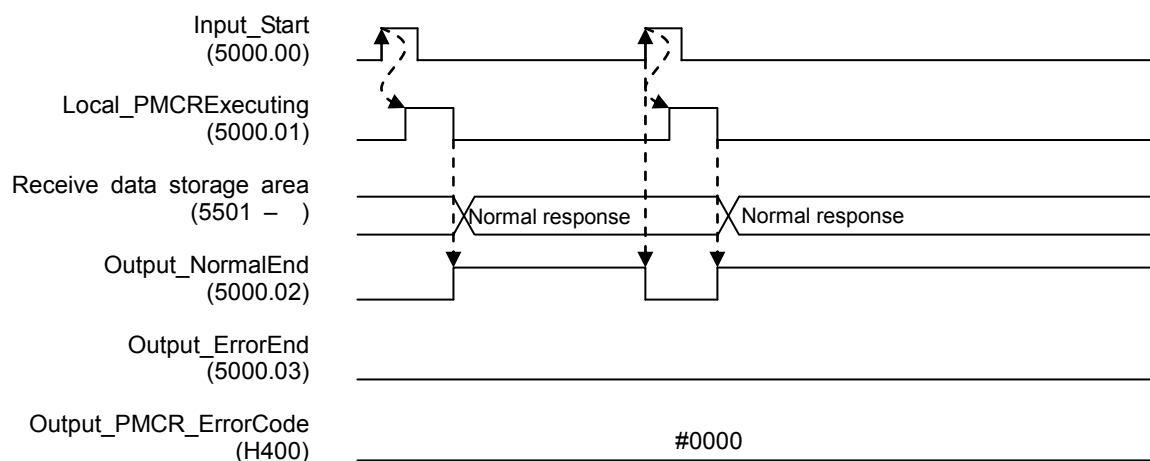 Input_Start
(5000.00)
Local_PMCRExecuting
(5000.01)
Receive data storage area
(5501 – )
Normal response
Normal response
Output_NormalEnd
(5000.02)
Output_ErrorEnd
(5000.03)
Output_PMCR_ErrorCode
(H400)
#0000